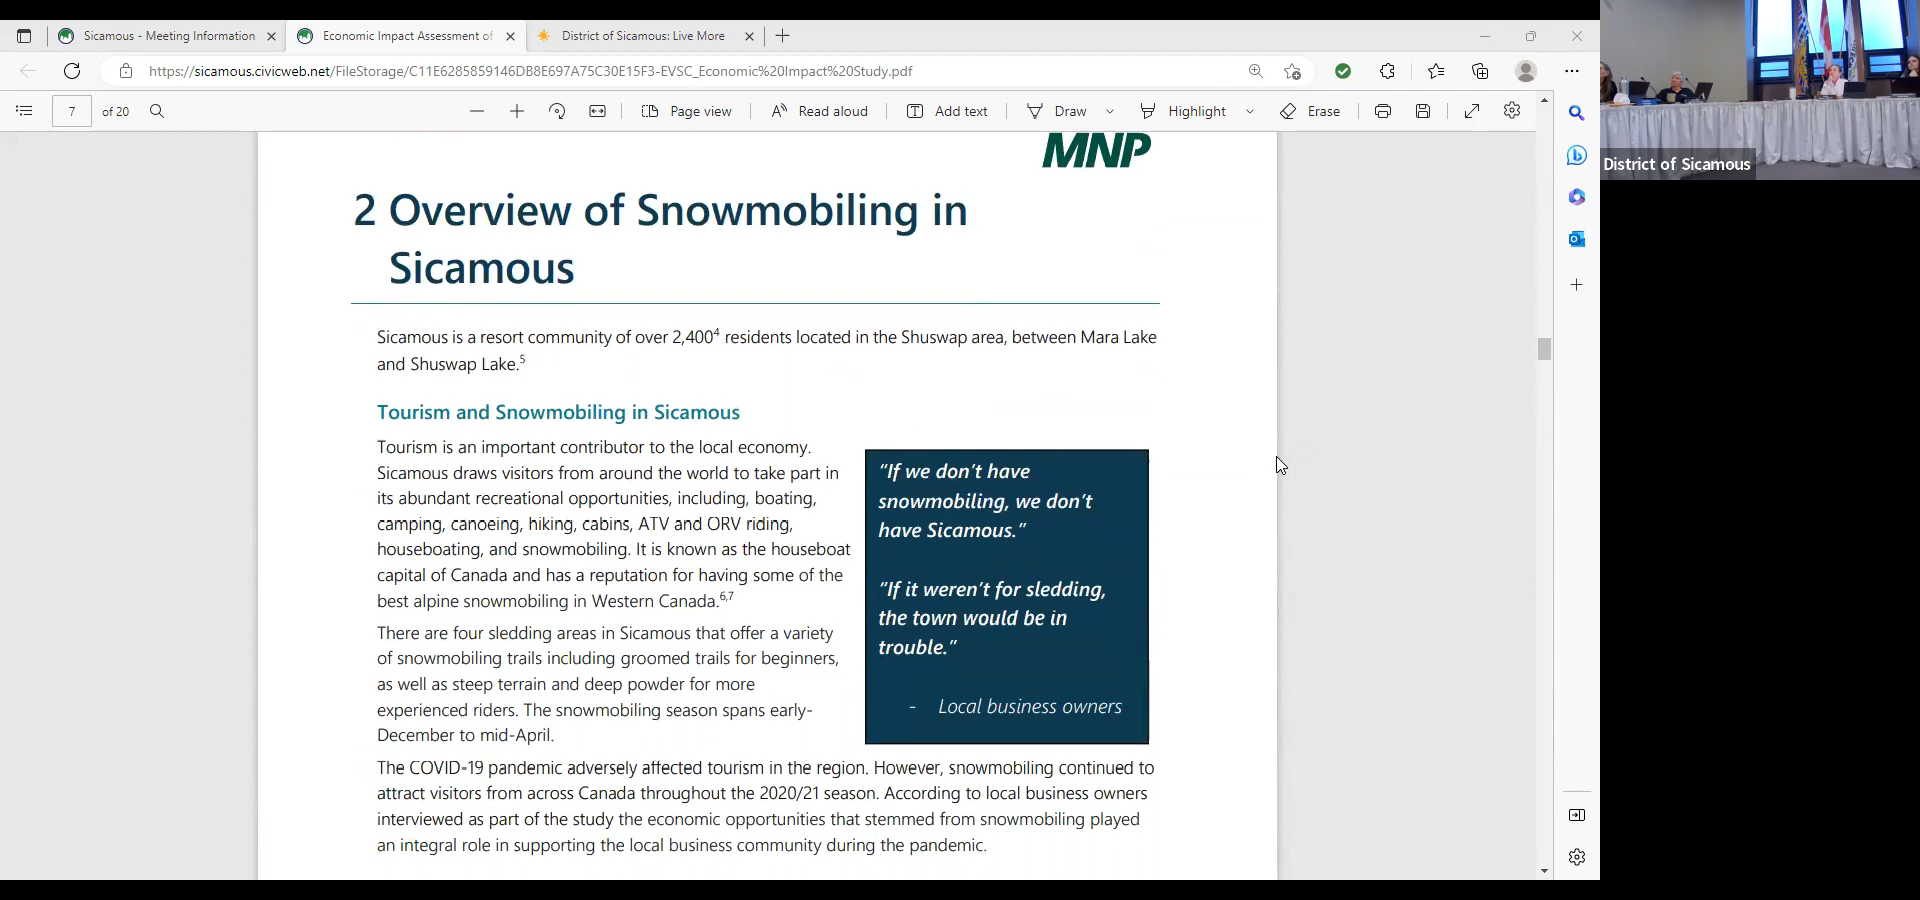 Sicamous - Meeting Information
Economic Impact Assessment of
District of Sicamous: Live More
https://sicamous.civicweb.net/FileStorage/C11E6285859146DB8E697A75C30E15F3-EVSC_Economic%20Impact%20Study.pdf
7 of 20
Page view
Read aloud
Add text
Draw
Highlight
Erase
District of Sicamous
MNP
2 Overview of Snowmobiling in
Sicamous
Sicamous is a resort community of over 2,400⁴ residents located in the Shuswap area, between Mara Lake
and Shuswap Lake.⁵
Tourism and Snowmobiling in Sicamous
Tourism is an important contributor to the local economy.
Sicamous draws visitors from around the world to take part in
its abundant recreational opportunities, including, boating,
camping, canoeing, hiking, cabins, ATV and ORV riding,
houseboating, and snowmobiling. It is known as the houseboat
capital of Canada and has a reputation for having some of the
best alpine snowmobiling in Western Canada.⁶,⁷
There are four sledding areas in Sicamous that offer a variety
of snowmobiling trails including groomed trails for beginners,
as well as steep terrain and deep powder for more
experienced riders. The snowmobiling season spans early-
December to mid-April.
"If we don't have
snowmobiling, we don't
have Sicamous."
"If it weren't for sledding,
the town would be in
trouble."
- Local business owners
The COVID-19 pandemic adversely affected tourism in the region. However, snowmobiling continued to
attract visitors from across Canada throughout the 2020/21 season. According to local business owners
interviewed as part of the study the economic opportunities that stemmed from snowmobiling played
an integral role in supporting the local business community during the pandemic.